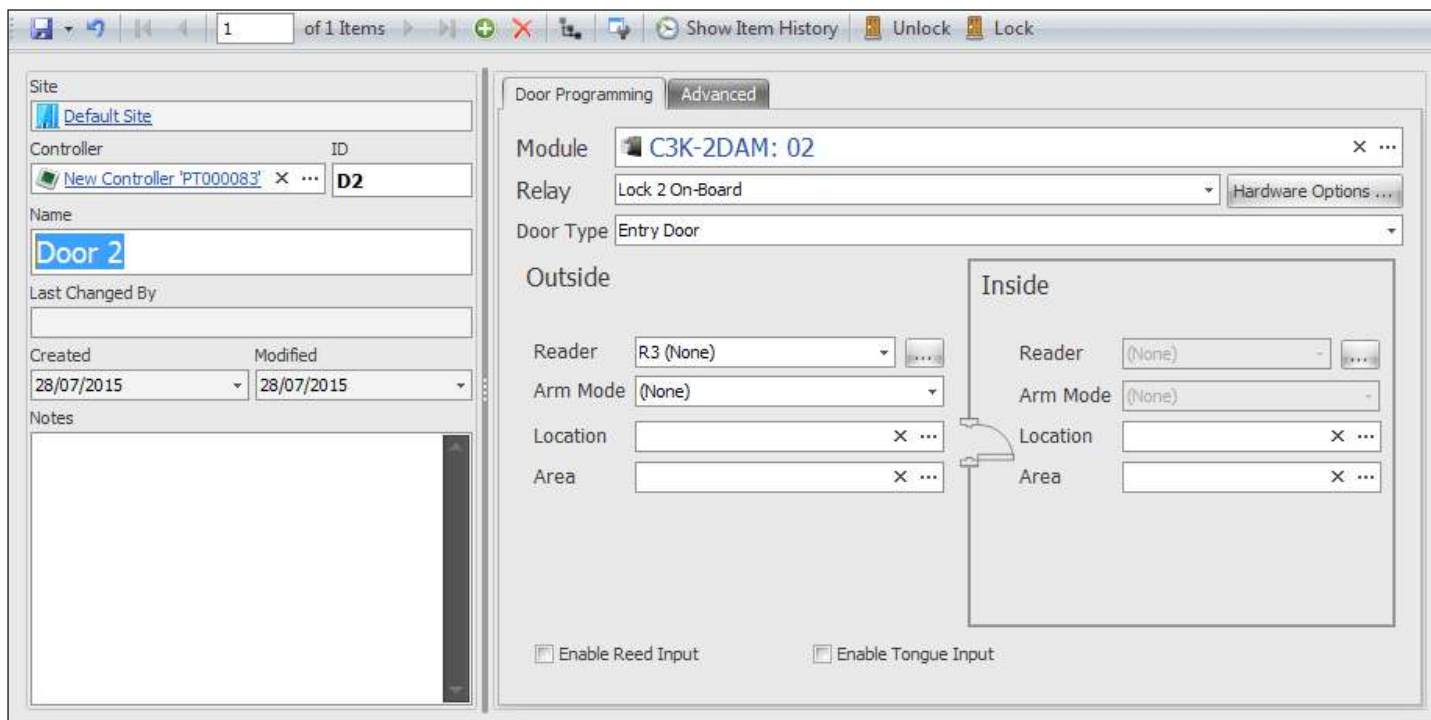 1 of 1 Items Show Item History Unlock Lock
Site
Default Site
Controller ID
New Controller 'PT000083' D2
Name
Door 2
Last Changed By
Created Modified
28/07/2015 28/07/2015
Notes
Door Programming Advanced
Module C3K-2DAM: 02
Relay Lock 2 On-Board Hardware Options ...
Door Type Entry Door
Outside
Reader R3 (None) ...
Arm Mode (None)
Location
Area
Inside
Reader (None) ...
Arm Mode (None)
Location
Area
Enable Reed Input Enable Tongue Input